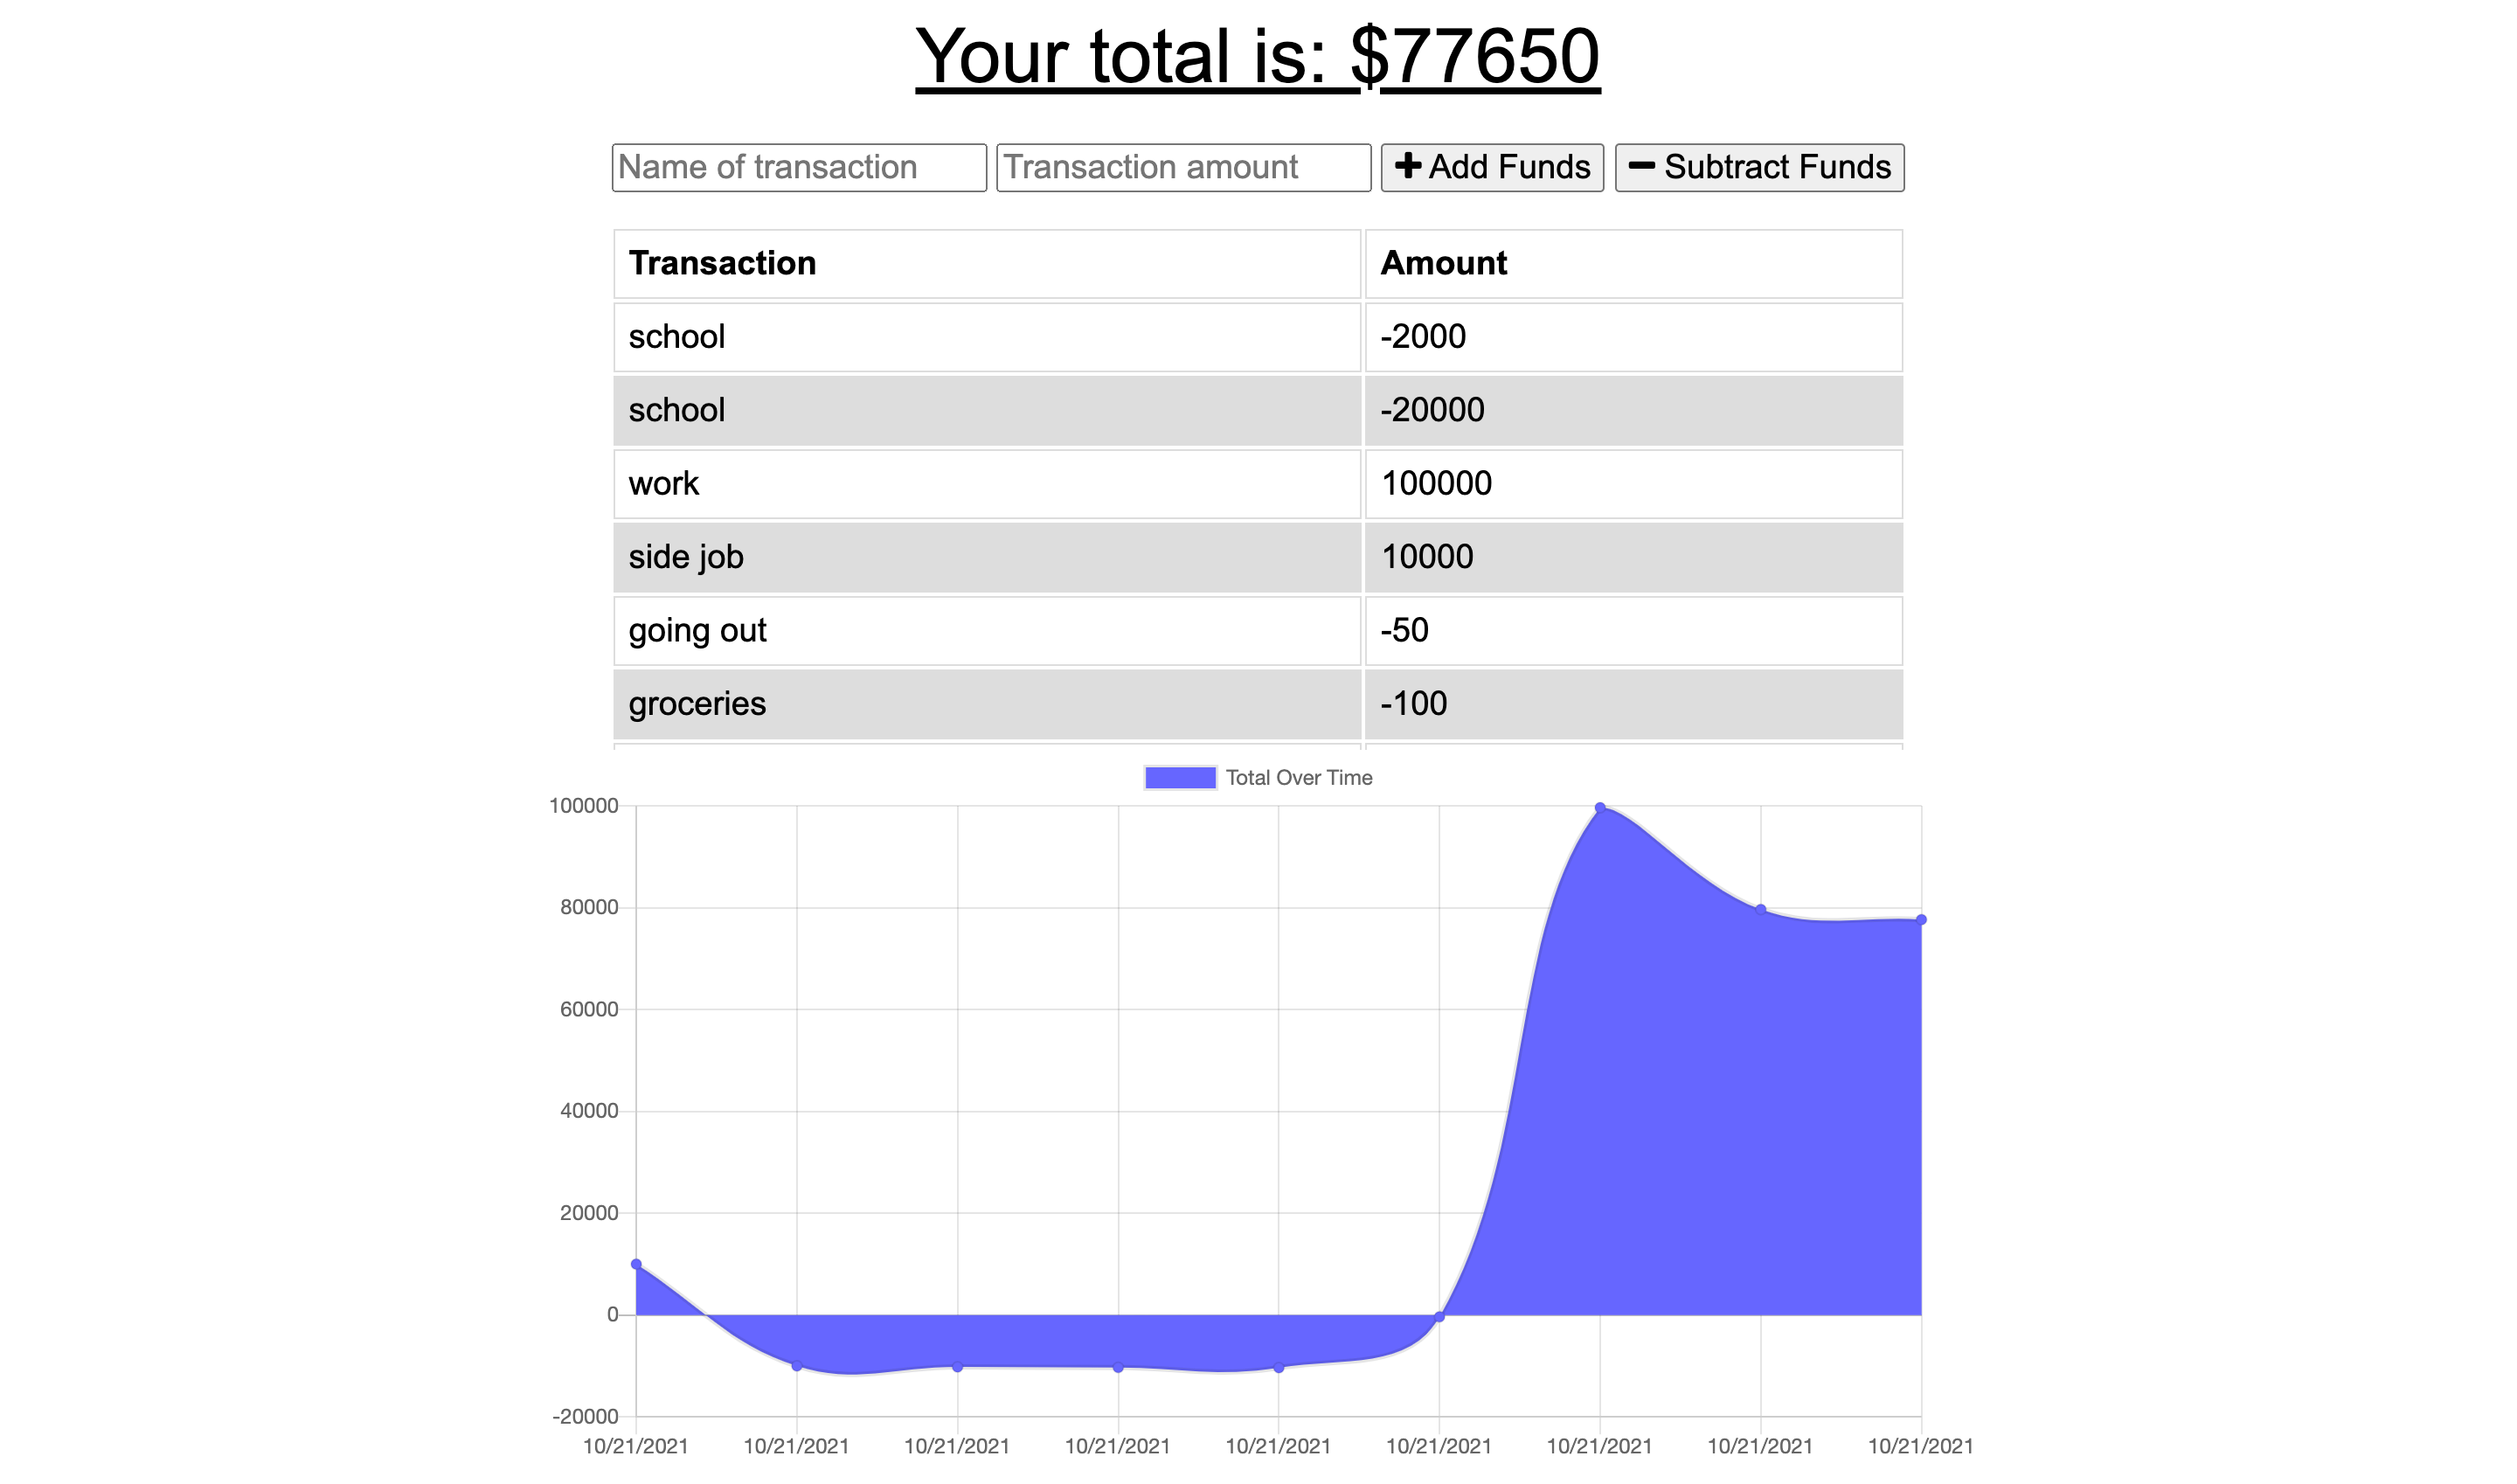 Your total is: $77650
Name of transaction Transaction amount Add Funds Subtract Funds
Transaction Amount
school -2000
school -20000
work 100000
side job 10000
going out -50
groceries -100
Total Over Time
100000
80000
60000
40000
20000
0
-20000
10/21/2021 10/21/2021 10/21/2021 10/21/2021 10/21/2021 10/21/2021 10/21/2021 10/21/2021 10/21/2021